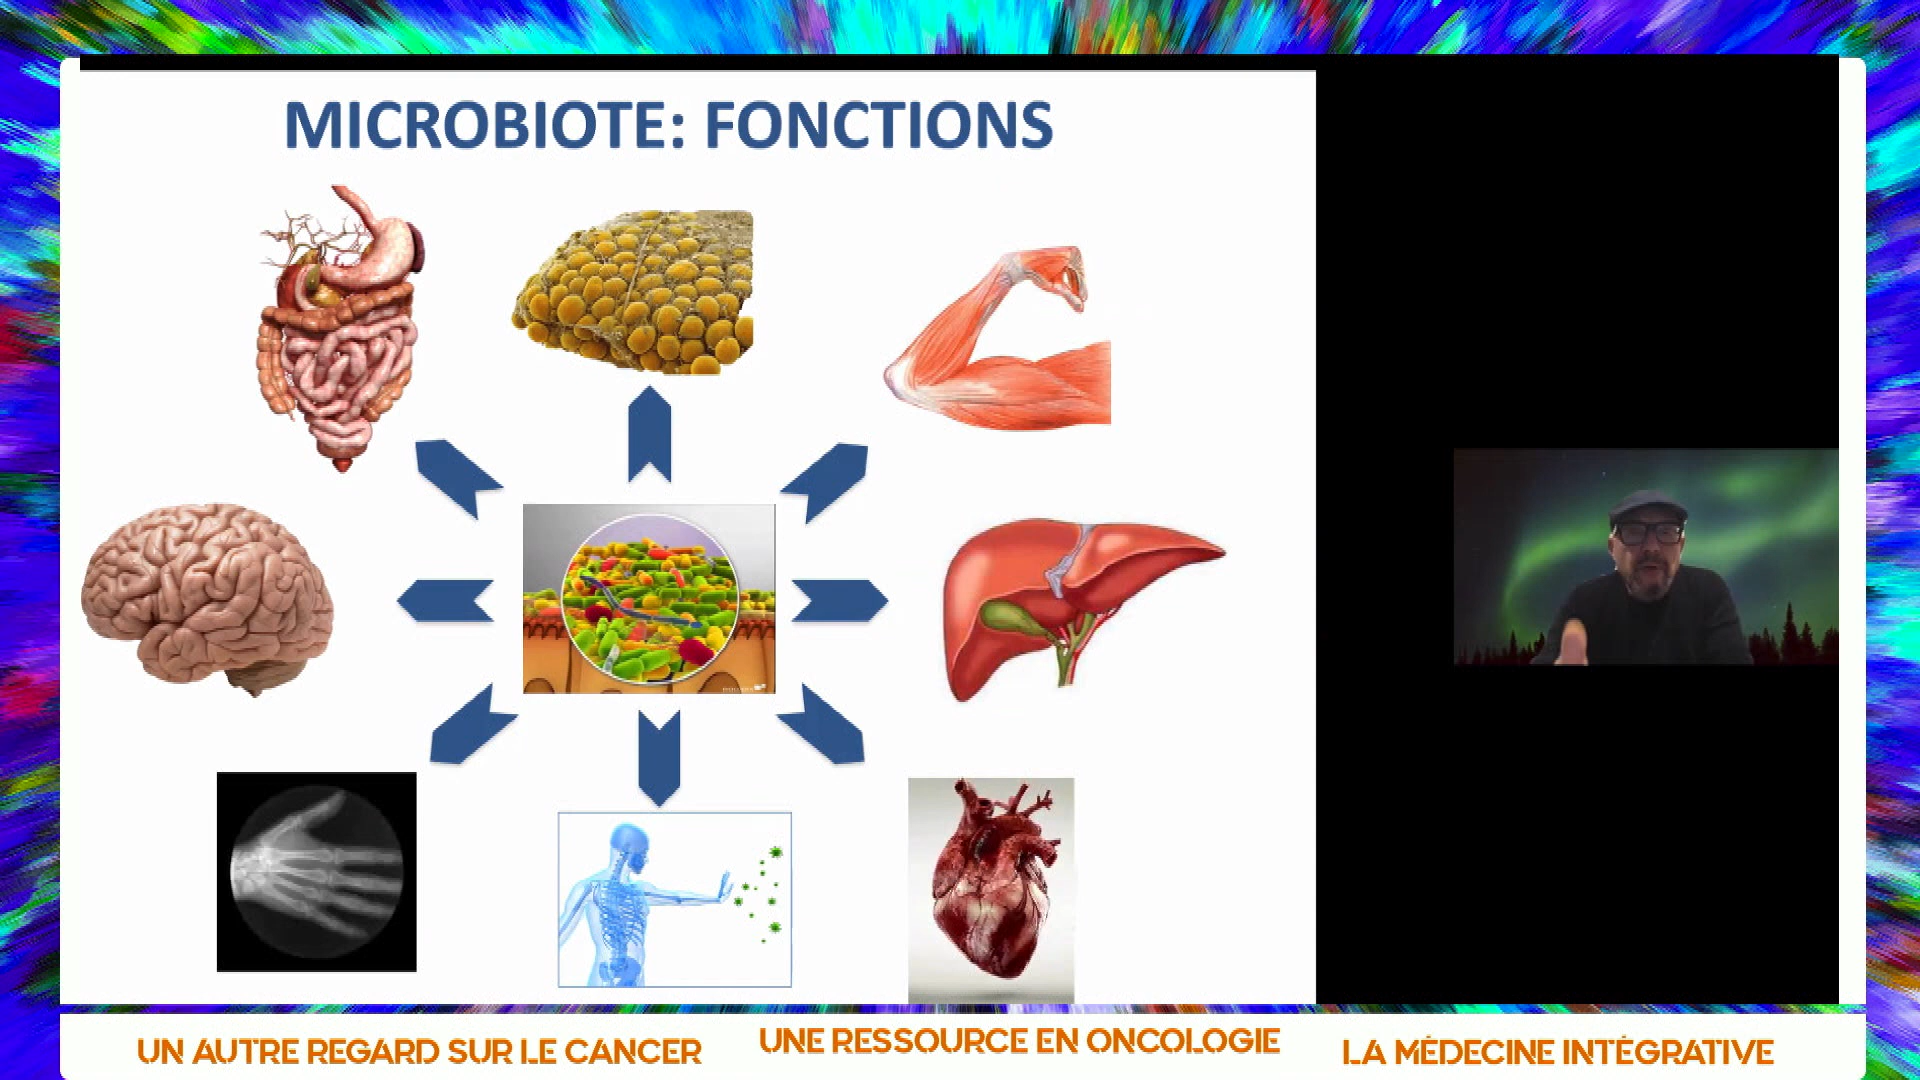 MICROBIOTE: FONCTIONS
UN AUTRE REGARD SUR LE CANCER
UNE RESSOURCE EN ONCOLOGIE
LA MÉDECINE INTÉGRATIVE